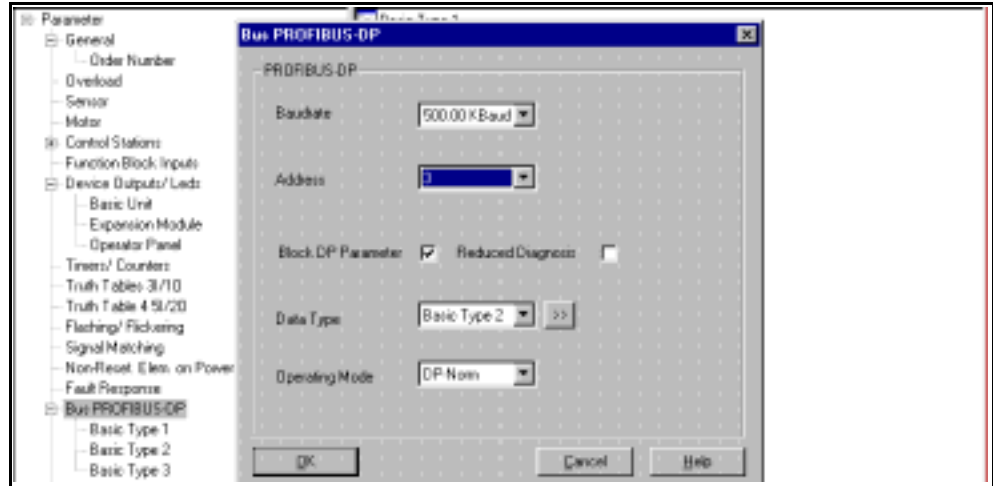 Parameter
General
Order Number
Overload
Sensor
Motor
Control Stations
Function Block Inputs
Device Outputs/ Leds
Basic Unit
Expansion Module
Operator Panel
Timers/ Counters
Truth Tables 3I/1O
Truth Table 4 5I/2O
Flashing/ Flickering
Signal Matching
Non-Reset. Elem. on Power
Fault Response
Bus PROFIBUS-DP
Basic Type 1
Basic Type 2
Basic Type 3
Basic Type 1
Bus PROFIBUS-DP
PROFIBUS-DP
Baudrate 500.00 KBaud
Address 3
Block DP Parameter Reduced Diagnosis
Data Type Basic Type 2 >>
Operating Mode DP-Norm
OK Cancel Help